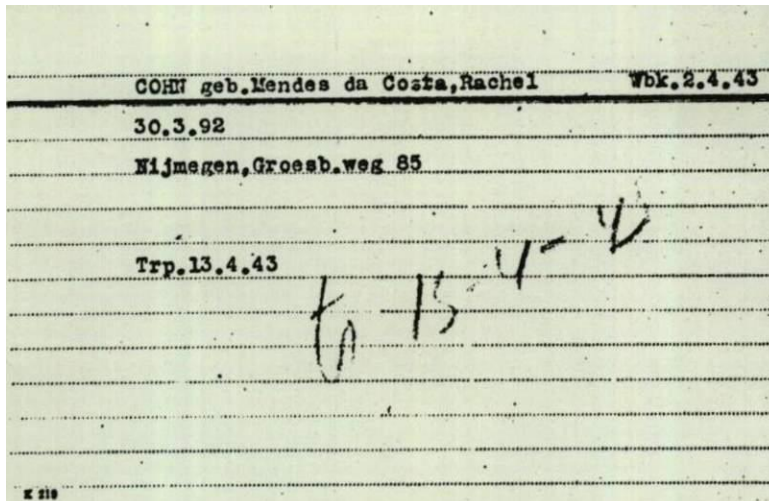 COHN geb.Mendes da Costa,Rachel Wbk.2.4.43
30.3.92
Nijmegen,Groesb.weg 85
Trp.13.4.43
K 219